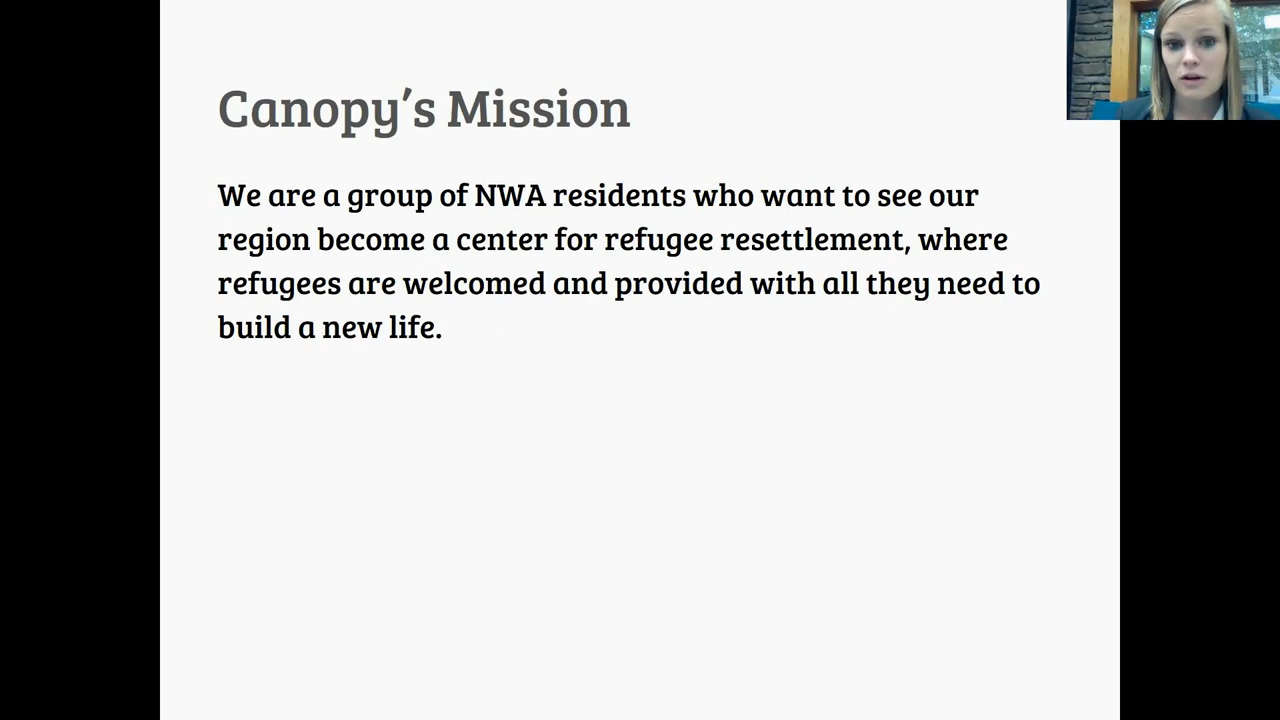 Canopy’s Mission
We are a group of NWA residents who want to see our
region become a center for refugee resettlement, where
refugees are welcomed and provided with all they need to
build a new life.